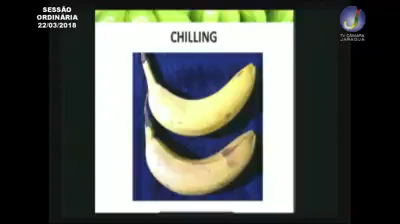 SESSÃO
ORDINÁRIA
22/03/2018
CHILLING
TV CÂMARA
JARAGUÁ